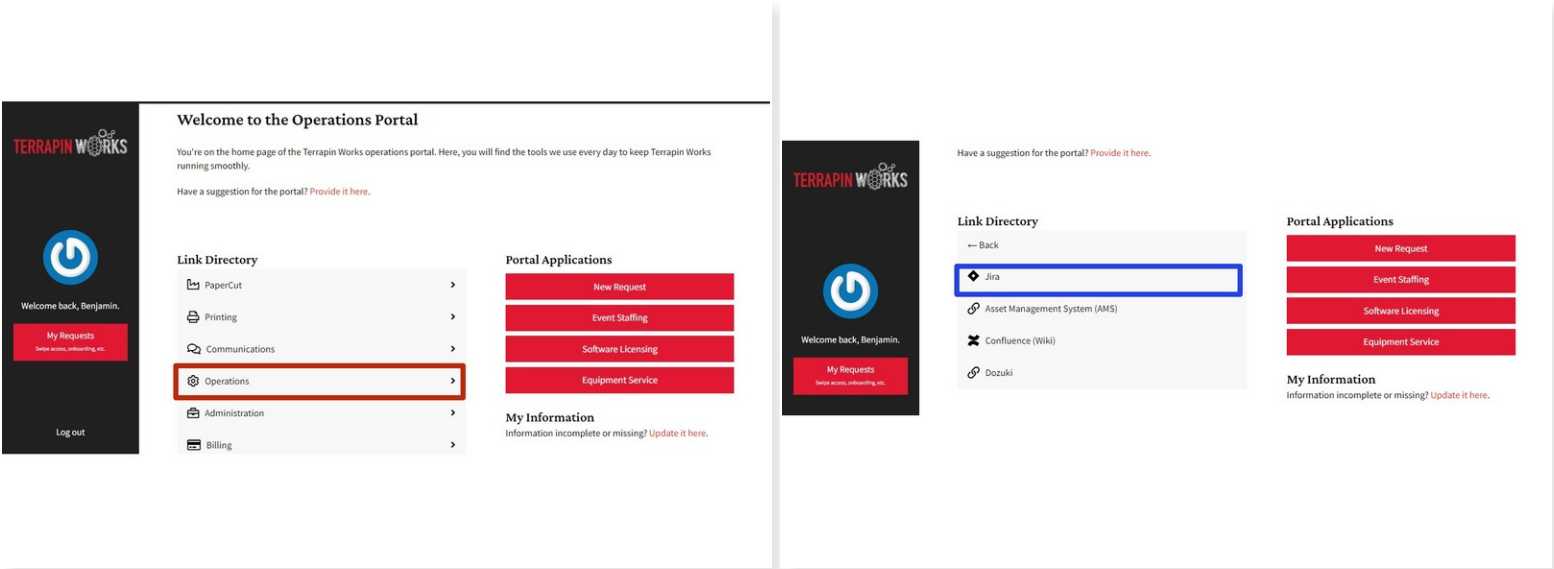 TERRAPIN WORKS
Welcome back, Benjamin.
My Requests
Swipe access, onboarding, etc.
Log out
Welcome to the Operations Portal
You're on the home page of the Terrapin Works operations portal. Here, you will find the tools we use every day to keep Terrapin Works
running smoothly.
Have a suggestion for the portal? Provide it here.
Link Directory
PaperCut
Printing
Communications
Operations
Administration
Billing
Portal Applications
New Request
Event Staffing
Software Licensing
Equipment Service
My Information
Information incomplete or missing? Update it here.
TERRAPIN WORKS
Welcome back, Benjamin.
My Requests
Swipe access, onboarding, etc.
Have a suggestion for the portal? Provide it here.
Link Directory
← Back
Jira
Asset Management System (AMS)
Confluence (Wiki)
Dozuki
Portal Applications
New Request
Event Staffing
Software Licensing
Equipment Service
My Information
Information incomplete or missing? Update it here.